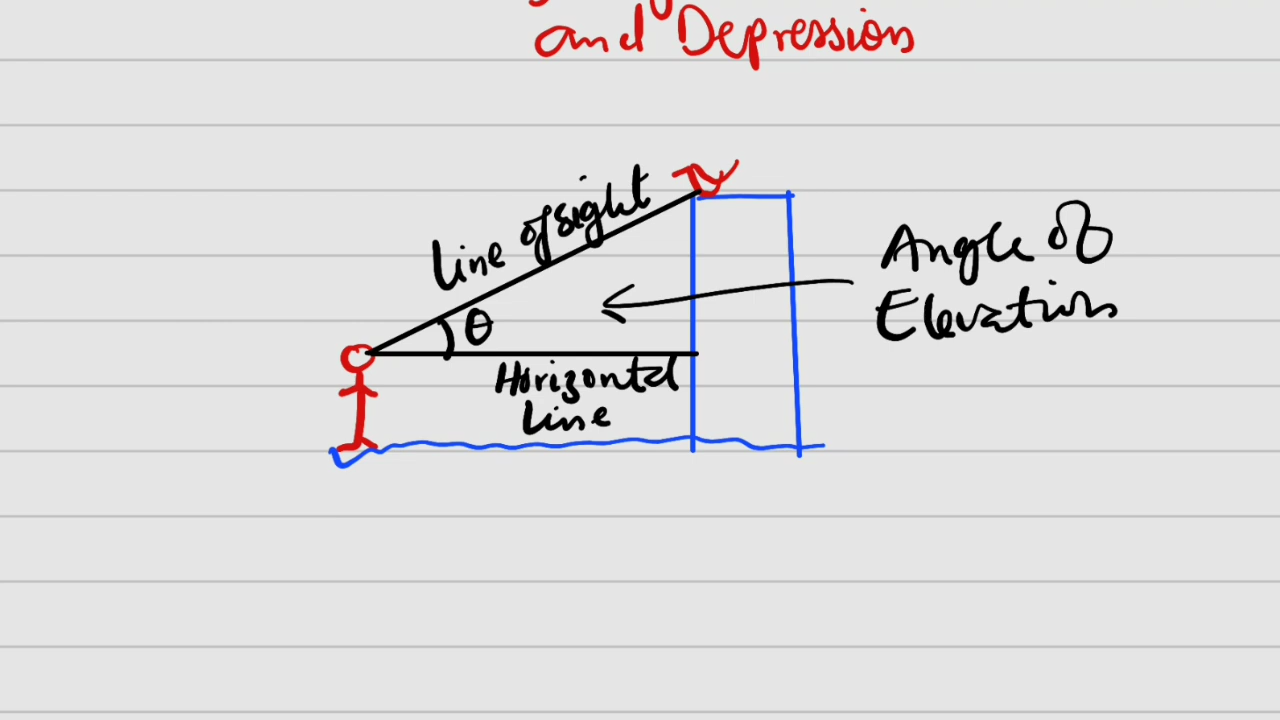 and Depression
Line of sight
θ
Horizontal
Line
Angle of
Elevation